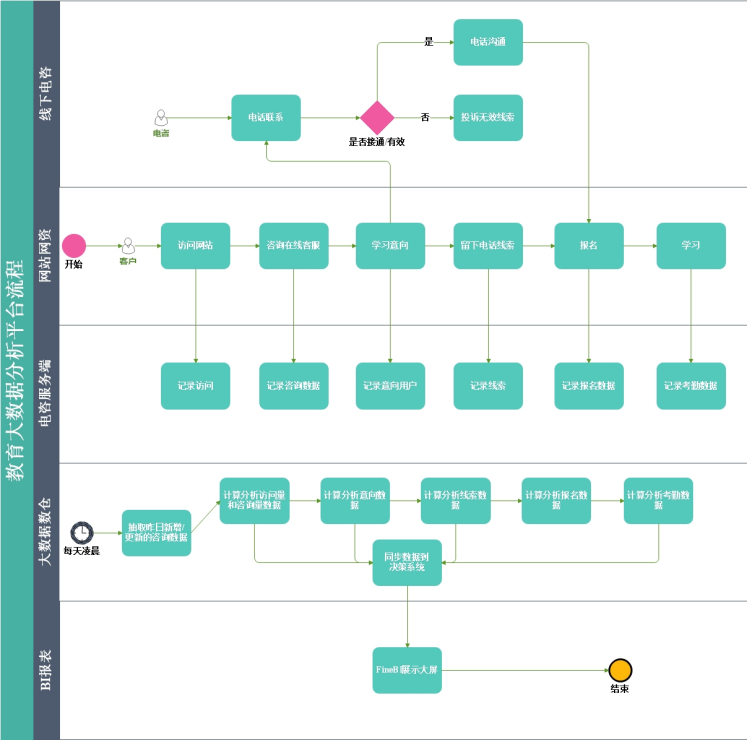 教育大数据分析平台流程
线下电咨
是
电话沟通
电咨
电话联系
是否接通/有效
否
投诉无效线索
网站网资
开始
客户
访问网站
咨询在线客服
学习意向
留下电话线索
报名
学习
电咨服务端
记录访问
记录咨询数据
记录意向用户
记录线索
记录报名数据
记录考勤数据
大数据数仓
每天凌晨
抽取昨日新增/
更新的咨询数据
计算分析访问量
和咨询量数据
计算分析意向数
据
计算分析线索数
据
计算分析报名数据
计算分析考勤数
据
同步数据到
决策系统
BI报表
FineBI展示大屏
结束